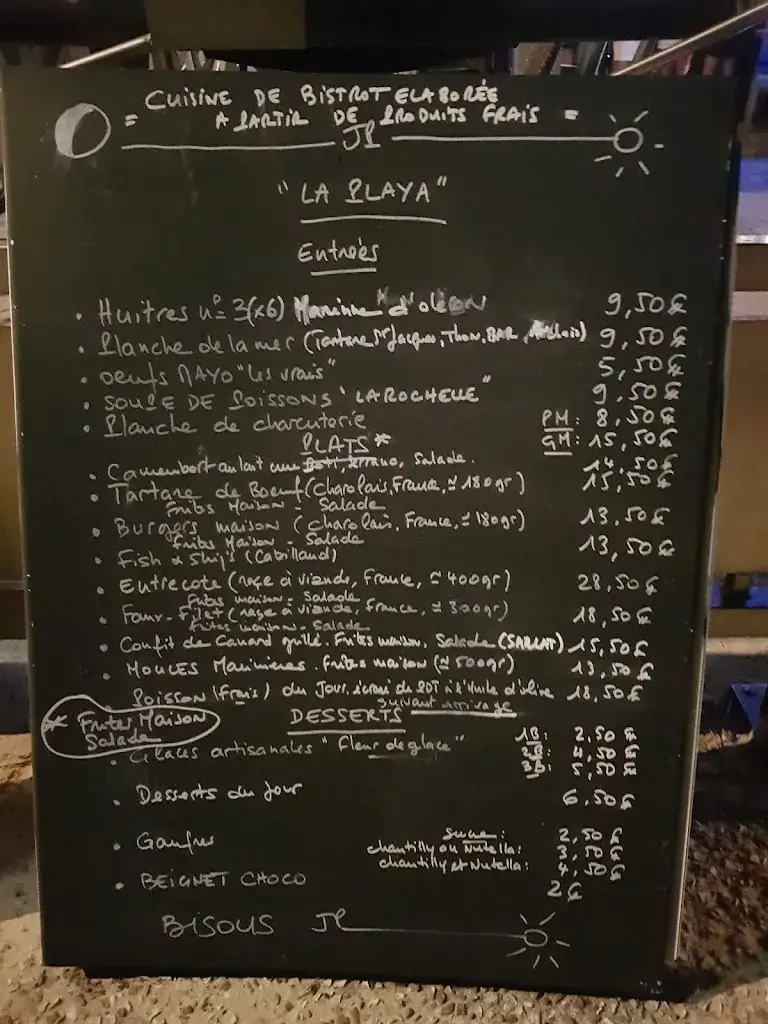 CUISINE DE BISTROT ELABORÉE
= A PARTIR DE PRODUITS FRAIS =
JP
"LA PLAYA"
Entrées
• Huitres n°3(x6) Marinne d'oléron 9,50€
• Planche de la mer (Tartare St Jacques, Thon, BAR, ) 9,50€
• oeufs MAYO "Les vrais" 5,50€
• SOUPE DE POISSONS "LA ROCHELLE" 9,50€
• Planche de charcuterie PM: 8,50€
GM: 15,50€
PLATS *
• Camembert au lait cru, Salade. 14,50€
• Tartare de Boeuf (Charolais, France, ≃ 180gr) 15,50€
Frites Maison - Salade
• Burgers maison (charolais, France, ≃ 180gr) 13,50€
Frites Maison - Salade
• Fish & Ship's (Cabillaud) 13,50€
• Entrecote (raçe à viande, France, ≃ 400gr) 28,50€
Frites maison - Salade
• Faux-Filet (raçe à viande, France, ≃ 300gr) 18,50€
Frites maison - Salade
• Confit de Canard grillé. Frites maison, Salade (SARLAT) 15,50€
• MOULES Marinières. Frites maison (≃ 500gr) 13,50€
• Poisson (Frais) du Jour, écrasé de PDT à l'huile d'olive 18,50€
suivant arrivage
* Frites Maison
Salade
DESSERTS
• Glaces artisanales "fleur de glace" 1B: 2,50€
2B: 4,50€
3B: 5,50€
• Desserts du jour 6,50€
• Gaufres sucre: 2,50€
chantilly ou Nutella: 3,50€
chantilly et Nutella: 4,50€
• BEIGNET CHOCO 2€
BISOUS JP